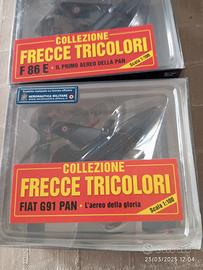 COLLEZIONE
FRECCE TRICOLORI
F 86 E • IL PRIMO AEREO DELLA PAN
Scala 1:100
AERONAUTICA MILITARE
COLLEZIONE
FRECCE TRICOLORI
FIAT G91 PAN • L'aereo della gloria
Scala 1:100
23/03/2025 12:04